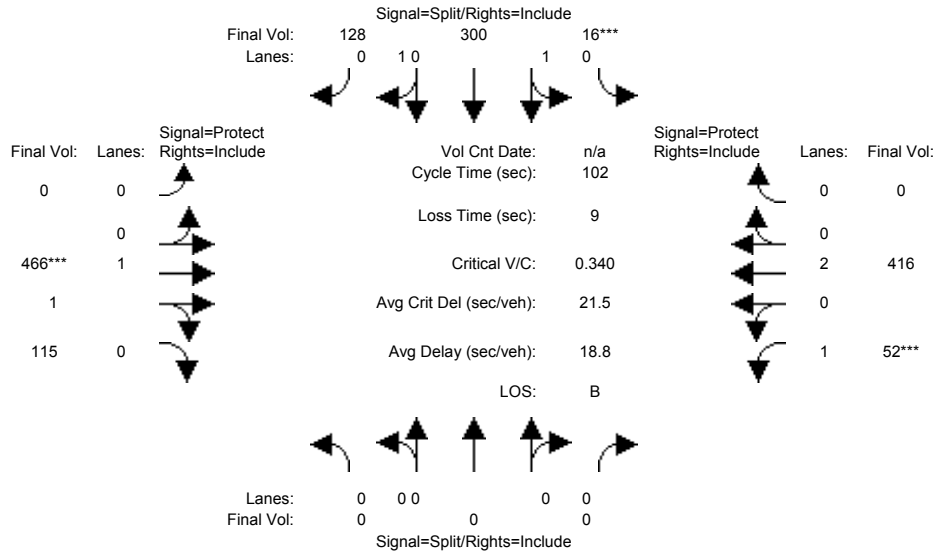 Signal=Split/Rights=Include
Final Vol: 128 300 16***
Lanes: 0 1 0 1 0
Signal=Protect Signal=Protect
Final Vol: Lanes: Rights=Include Vol Cnt Date: n/a Rights=Include Lanes: Final Vol:
Cycle Time (sec): 102
0 0 0 0
Loss Time (sec): 9
0 0
466*** 1 Critical V/C: 0.340 2 416
1 Avg Crit Del (sec/veh): 21.5 0
115 0 Avg Delay (sec/veh): 18.8 1 52***
LOS: B
Lanes: 0 0 0 0 0
Final Vol: 0 0 0
Signal=Split/Rights=Include